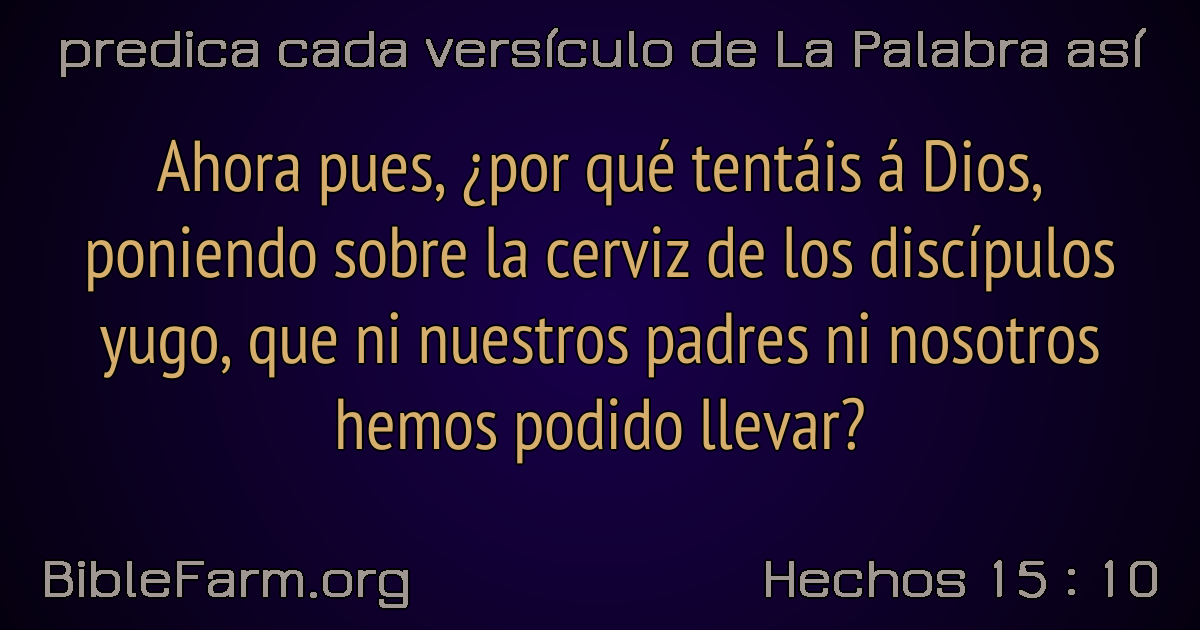 predica cada versículo de La Palabra así
Ahora pues, ¿por qué tentáis á Dios,
poniendo sobre la cerviz de los discípulos
yugo, que ni nuestros padres ni nosotros
hemos podido llevar?
BibleFarm.org
Hechos 15 : 10